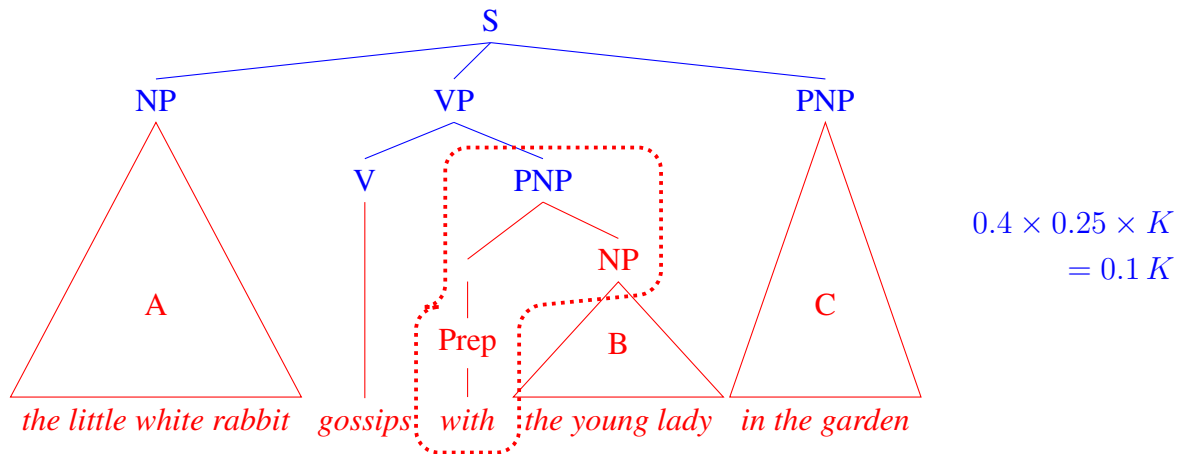 S
NP VP PNP
V PNP
0.4 × 0.25 × K
NP
= 0.1 K
A C
Prep B
the little white rabbit gossips with the young lady in the garden